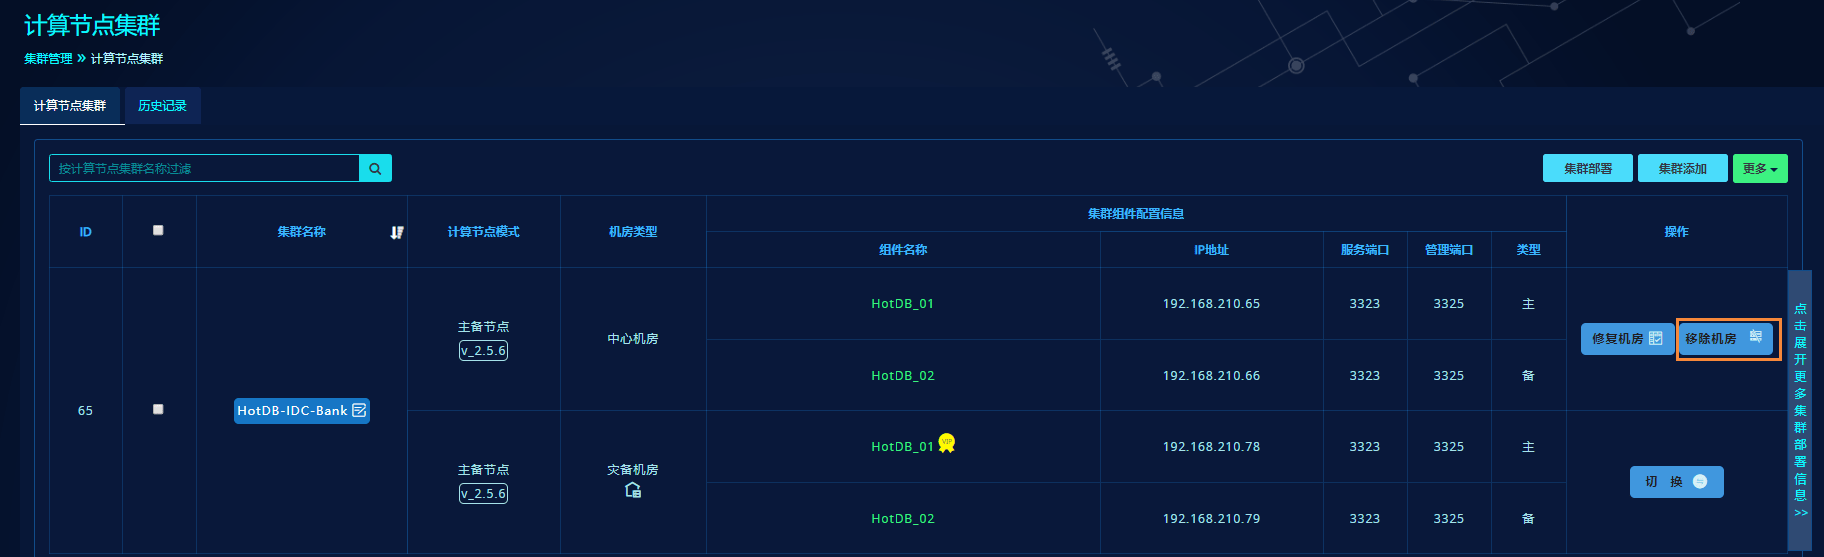 计算节点集群
集群管理 » 计算节点集群
计算节点集群 历史记录
按计算节点集群名称过滤 集群部署 集群添加 更多
ID 集群名称 计算节点模式 机房类型 集群组件配置信息 操作
组件名称 IP地址 服务端口 管理端口 类型
65 HotDB-IDC-Bank
主备节点
v_2.5.6
中心机房
HotDB_01 192.168.210.65 3323 3325 主
HotDB_02 192.168.210.66 3323 3325 备
修复机房 移除机房
主备节点
v_2.5.6
灾备机房
HotDB_01 VIP 192.168.210.78 3323 3325 主
HotDB_02 192.168.210.79 3323 3325 备
切 换
点击展开更多集群部署信息>>